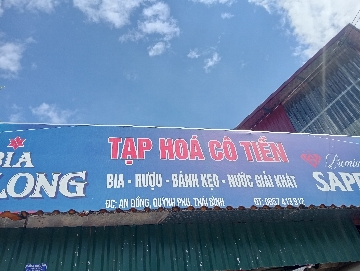 BIA
LONG
TẠP HOÁ CÔ TIỀN
BIA - RƯỢU - BÁNH KẸO - NƯỚC GIẢI KHÁT
ĐC: AN ĐỒNG, QUỲNH PHỤ, THÁI BÌNH